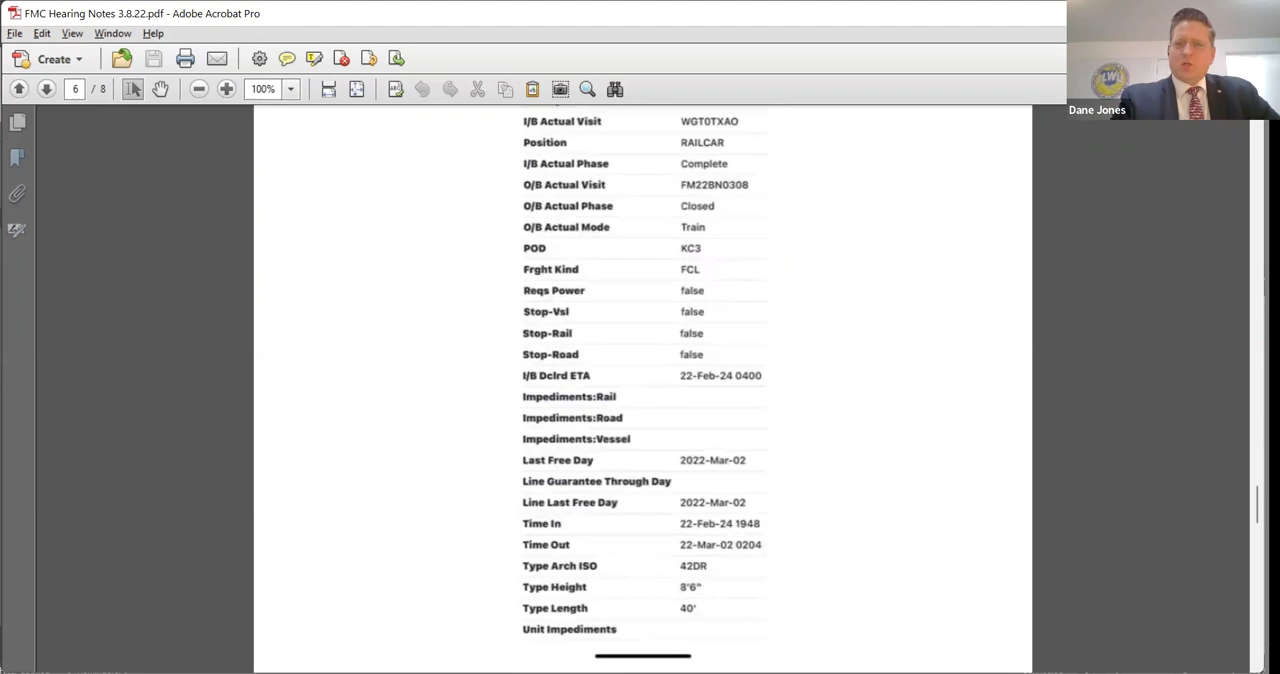 FMC Hearing Notes 3.8.22.pdf - Adobe Acrobat Pro
File Edit View Window Help
Create
6 / 8 100%
LWI
Dane Jones
I/B Actual Visit WGT0TXAO
Position RAILCAR
I/B Actual Phase Complete
O/B Actual Visit FM22BN0308
O/B Actual Phase Closed
O/B Actual Mode Train
POD KC3
Frght Kind FCL
Reqs Power false
Stop-Vsl false
Stop-Rail false
Stop-Road false
I/B Dclrd ETA 22-Feb-24 0400
Impediments:Rail
Impediments:Road
Impediments:Vessel
Last Free Day 2022-Mar-02
Line Guarantee Through Day
Line Last Free Day 2022-Mar-02
Time In 22-Feb-24 1948
Time Out 22-Mar-02 0204
Type Arch ISO 42DR
Type Height 8'6"
Type Length 40'
Unit Impediments